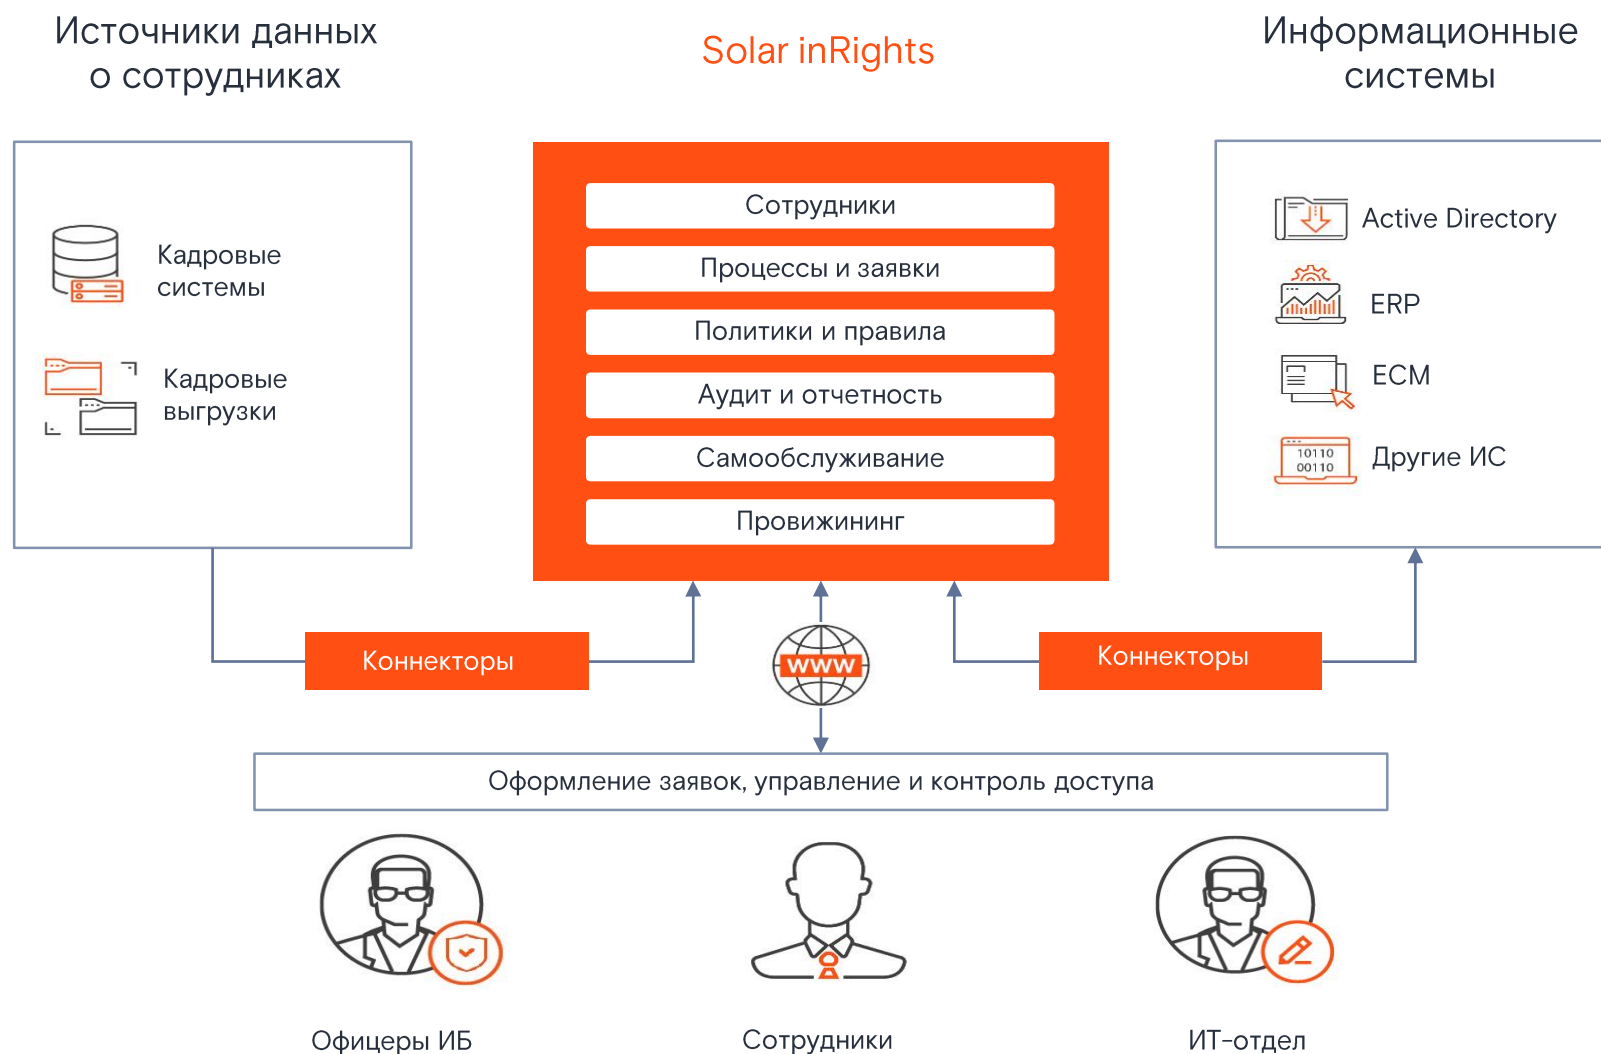 Источники данных
о сотрудниках
Solar inRights
Информационные
системы
Кадровые
системы
Кадровые
выгрузки
Сотрудники
Процессы и заявки
Политики и правила
Аудит и отчетность
Самообслуживание
Провижининг
Active Directory
ERP
ECM
10110
00110
Другие ИС
Коннекторы
www
Коннекторы
Оформление заявок, управление и контроль доступа
Офицеры ИБ
Сотрудники
ИТ-отдел